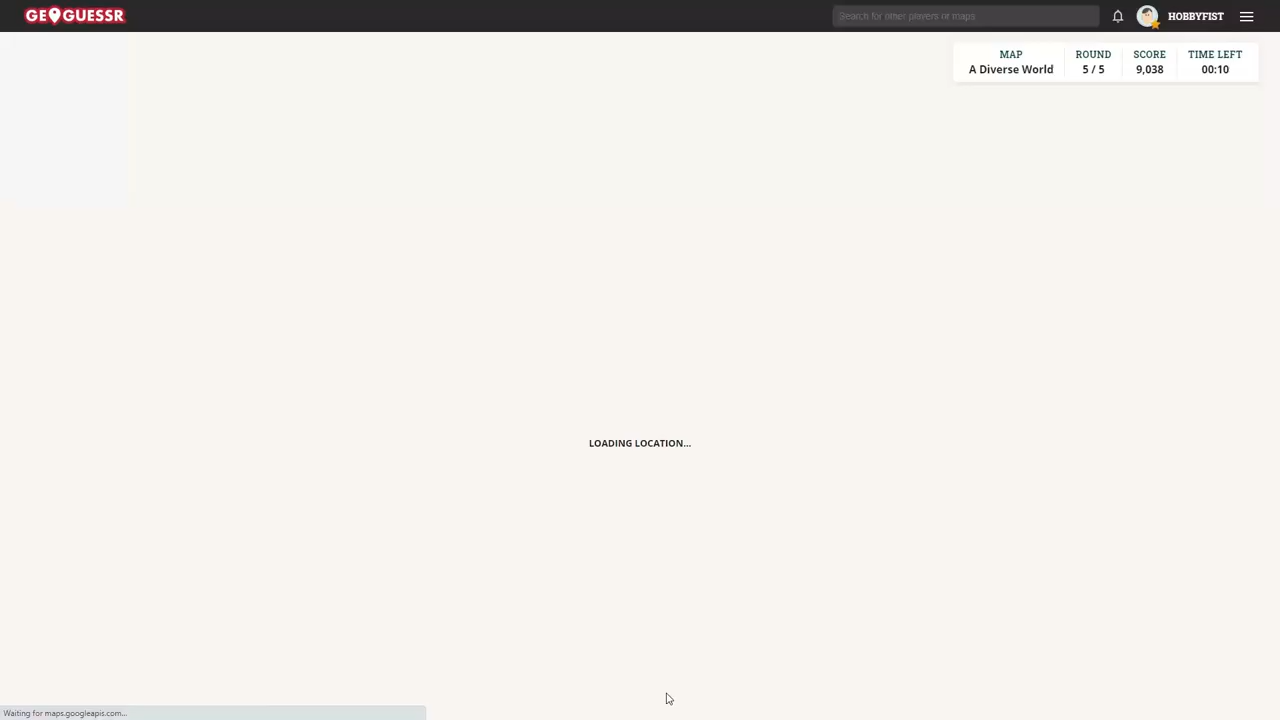 GEOGUESSR
Search for other players or maps
HOBBYFIST
MAP ROUND SCORE TIME LEFT
A Diverse World 5 / 5 9,038 00:10
LOADING LOCATION...
Waiting for maps.googleapis.com...